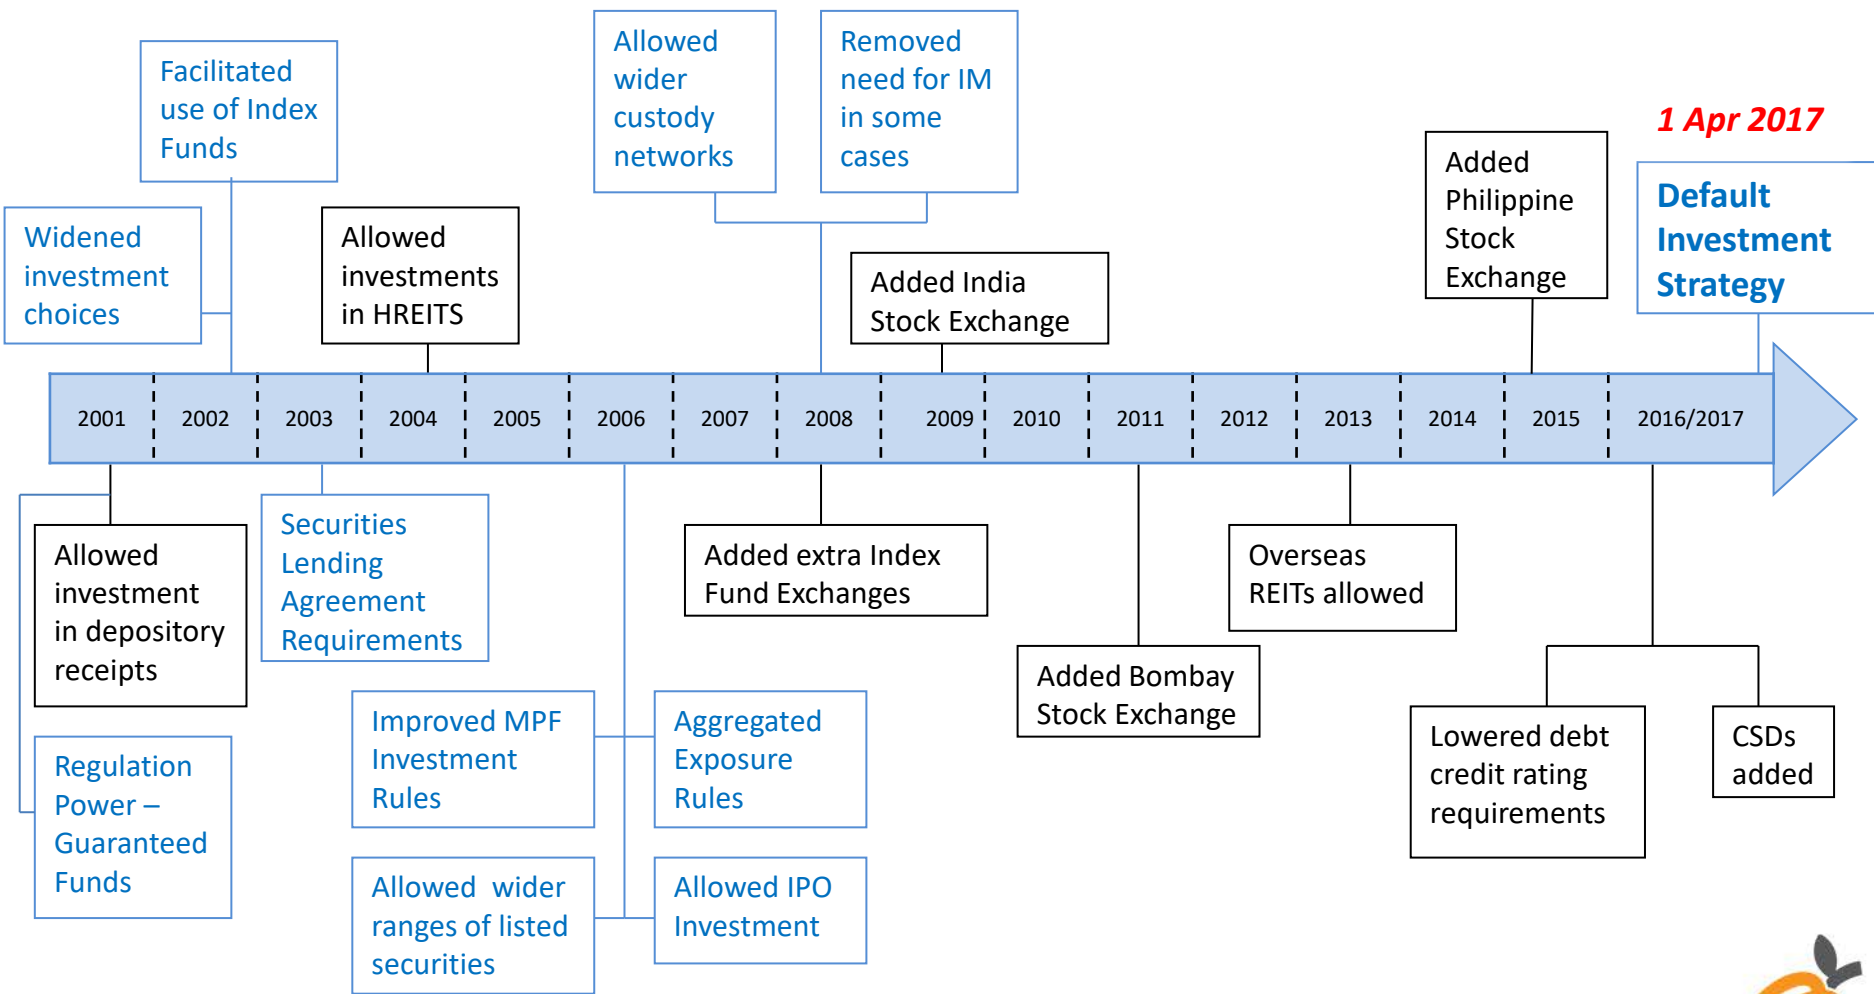 Facilitated
use of Index
Funds
Widened
investment
choices
Allowed
investments
in HREITS
Allowed
wider
custody
networks
Removed
need for IM
in some
cases
Added India
Stock Exchange
Added
Philippine
Stock
Exchange
1 Apr 2017
Default
Investment
Strategy
2001
2002
2003
2004
2005
2006
2007
2008
2009
2010
2011
2012
2013
2014
2015
2016/2017
Allowed
investment
in depository
receipts
Regulation
Power –
Guaranteed
Funds
Securities
Lending
Agreement
Requirements
Improved MPF
Investment
Rules
Aggregated
Exposure
Rules
Allowed  wider
ranges of listed
securities
Allowed IPO
Investment
Added extra Index
Fund Exchanges
Added Bombay
Stock Exchange
Overseas
REITs allowed
Lowered debt
credit rating
requirements
CSDs
added